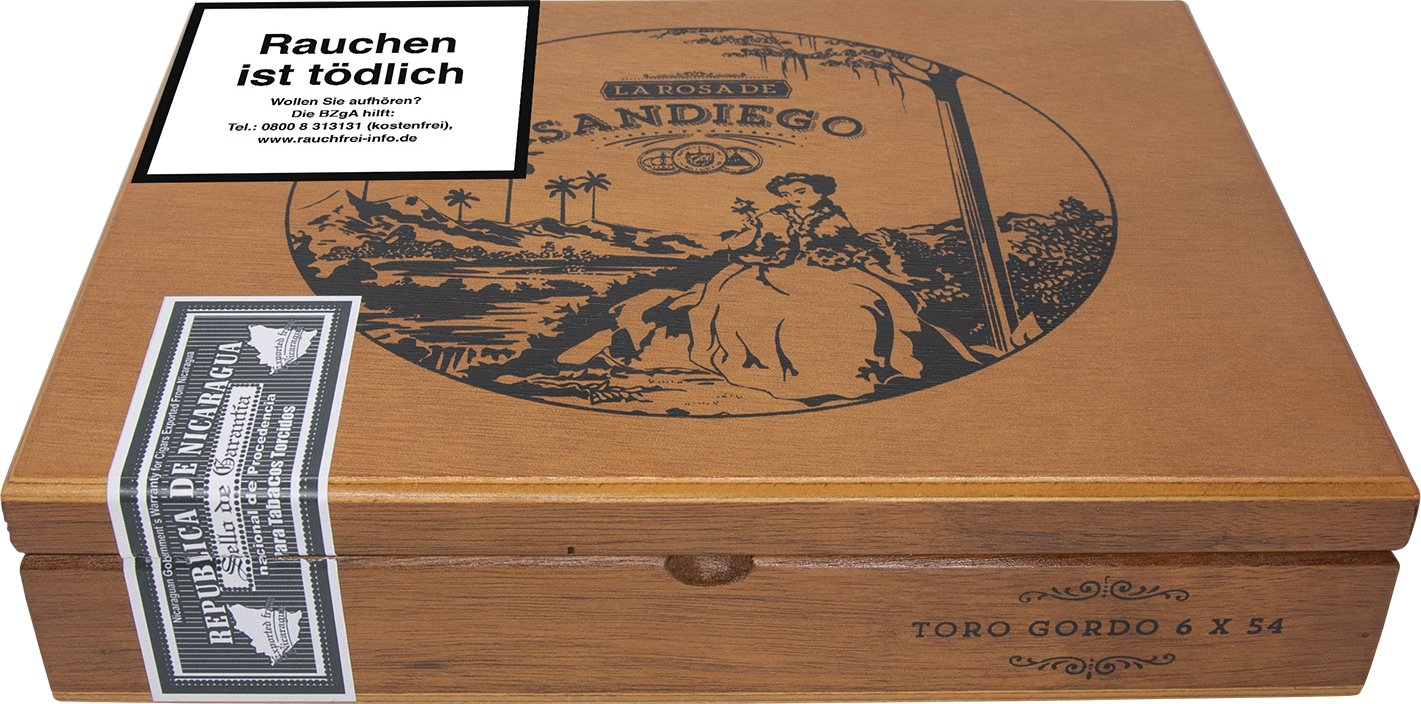 Rauchen
ist tödlich
Wollen Sie aufhören?
Die BZgA hilft:
Tel.: 0800 8 313131 (kostenfrei),
www.rauchfrei-info.de
LA ROSA DE
SANDIEGO
Nicaraguan Gobernment's Warranty for Cigars Exported From Nicaragua
REPUBLICA DE NICARAGUA
Sello de Garantía
nacional de Procedencia
Para Tabacos Torcidos
TORO GORDO 6 X 54